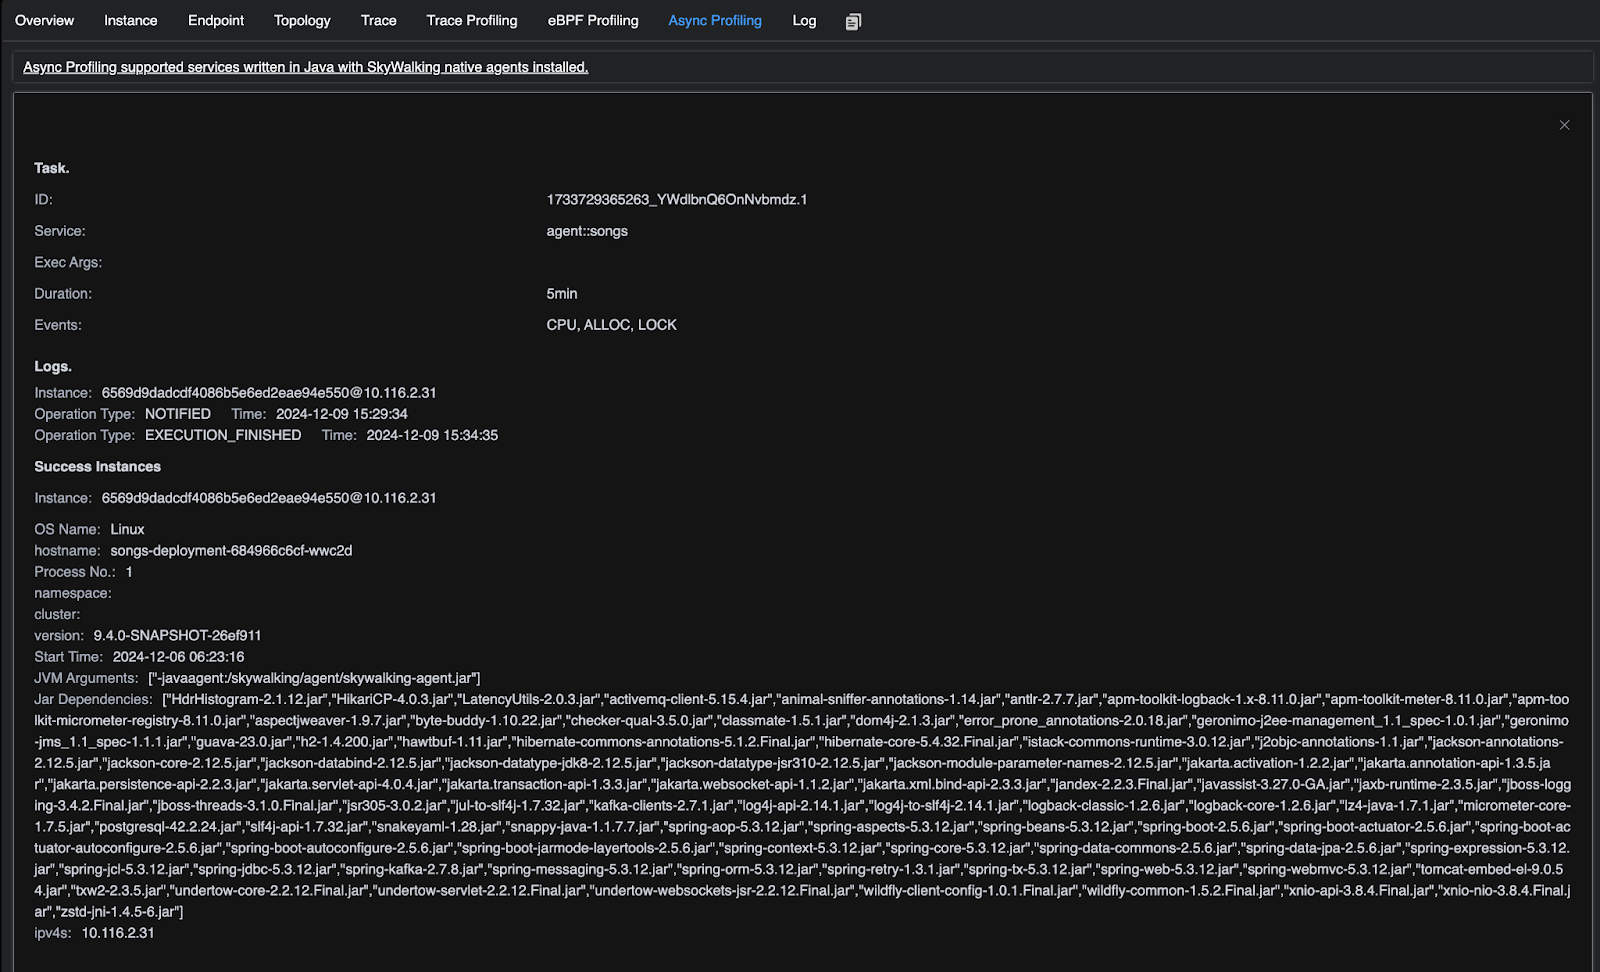 Overview Instance Endpoint Topology Trace Trace Profiling eBPF Profiling Async Profiling Log
Async Profiling supported services written in Java with SkyWalking native agents installed.
Task.
ID: 1733729365263_YWdlbnQ6OnNvbmdz.1
Service: agent::songs
Exec Args:
Duration: 5min
Events: CPU, ALLOC, LOCK
Logs.
Instance: 6569d9dadcdf4086b5e6ed2eae94e550@10.116.2.31
Operation Type: NOTIFIED Time: 2024-12-09 15:29:34
Operation Type: EXECUTION_FINISHED Time: 2024-12-09 15:34:35
Success Instances
Instance: 6569d9dadcdf4086b5e6ed2eae94e550@10.116.2.31
OS Name: Linux
hostname: songs-deployment-684966c6cf-wwc2d
Process No.: 1
namespace:
cluster:
version: 9.4.0-SNAPSHOT-26ef911
Start Time: 2024-12-06 06:23:16
JVM Arguments: ["-javaagent:/skywalking/agent/skywalking-agent.jar"]
Jar Dependencies: ["HdrHistogram-2.1.12.jar","HikariCP-4.0.3.jar","LatencyUtils-2.0.3.jar","activemq-client-5.15.4.jar","animal-sniffer-annotations-1.14.jar","antlr-2.7.7.jar","apm-toolkit-logback-1.x-8.11.0.jar","apm-toolkit-meter-8.11.0.jar","apm-too
lkit-micrometer-registry-8.11.0.jar","aspectjweaver-1.9.7.jar","byte-buddy-1.10.22.jar","checker-qual-3.5.0.jar","classmate-1.5.1.jar","dom4j-2.1.3.jar","error_prone_annotations-2.0.18.jar","geronimo-j2ee-management_1.1_spec-1.0.1.jar","geronimo
-jms_1.1_spec-1.1.1.jar","guava-23.0.jar","h2-1.4.200.jar","hawtbuf-1.11.jar","hibernate-commons-annotations-5.1.2.Final.jar","hibernate-core-5.4.32.Final.jar","istack-commons-runtime-3.0.12.jar","j2objc-annotations-1.1.jar","jackson-annotations-
2.12.5.jar","jackson-core-2.12.5.jar","jackson-databind-2.12.5.jar","jackson-datatype-jdk8-2.12.5.jar","jackson-datatype-jsr310-2.12.5.jar","jackson-module-parameter-names-2.12.5.jar","jakarta.activation-1.2.2.jar","jakarta.annotation-api-1.3.5.ja
r","jakarta.persistence-api-2.2.3.jar","jakarta.servlet-api-4.0.4.jar","jakarta.transaction-api-1.3.3.jar","jakarta.websocket-api-1.1.2.jar","jakarta.xml.bind-api-2.3.3.jar","jandex-2.2.3.Final.jar","javassist-3.27.0-GA.jar","jaxb-runtime-2.3.5.jar","jboss-logg
ing-3.4.2.Final.jar","jboss-threads-3.1.0.Final.jar","jsr305-3.0.2.jar","jul-to-slf4j-1.7.32.jar","kafka-clients-2.7.1.jar","log4j-api-2.14.1.jar","log4j-to-slf4j-2.14.1.jar","logback-classic-1.2.6.jar","logback-core-1.2.6.jar","lz4-java-1.7.1.jar","micrometer-core-
1.7.5.jar","postgresql-42.2.24.jar","slf4j-api-1.7.32.jar","snakeyaml-1.28.jar","snappy-java-1.1.7.7.jar","spring-aop-5.3.12.jar","spring-aspects-5.3.12.jar","spring-beans-5.3.12.jar","spring-boot-2.5.6.jar","spring-boot-actuator-2.5.6.jar","spring-boot-ac
tuator-autoconfigure-2.5.6.jar","spring-boot-autoconfigure-2.5.6.jar","spring-boot-jarmode-layertools-2.5.6.jar","spring-context-5.3.12.jar","spring-core-5.3.12.jar","spring-data-commons-2.5.6.jar","spring-data-jpa-2.5.6.jar","spring-expression-5.3.12.
jar","spring-jcl-5.3.12.jar","spring-jdbc-5.3.12.jar","spring-kafka-2.7.8.jar","spring-messaging-5.3.12.jar","spring-orm-5.3.12.jar","spring-retry-1.3.1.jar","spring-tx-5.3.12.jar","spring-web-5.3.12.jar","spring-webmvc-5.3.12.jar","tomcat-embed-el-9.0.5
4.jar","txw2-2.3.5.jar","undertow-core-2.2.12.Final.jar","undertow-servlet-2.2.12.Final.jar","undertow-websockets-jsr-2.2.12.Final.jar","wildfly-client-config-1.0.1.Final.jar","wildfly-common-1.5.2.Final.jar","xnio-api-3.8.4.Final.jar","xnio-nio-3.8.4.Final.j
ar","zstd-jni-1.4.5-6.jar"]
ipv4s: 10.116.2.31